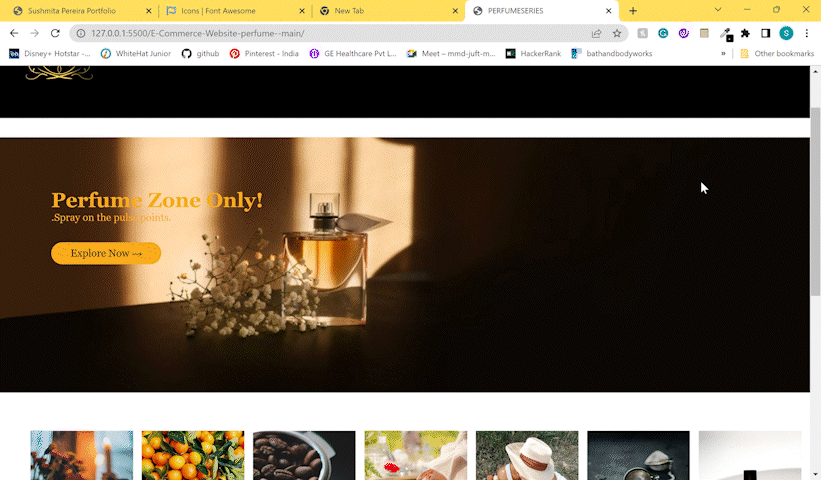 Sushmita Pereira Portfolio
Icons | Font Awesome
New Tab
PERFUMESERIES
127.0.0.1:5500/E-Commerce-Website-perfume--main/
S
Disney+ Hotstar -...
WhiteHat Junior
github
Pinterest - India
GE Healthcare Pvt L...
Meet – mmd-juft-m...
HackerRank
bathandbodyworks
»
Other bookmarks
Perfume Zone Only!
.Spray on the pulse points.
Explore Now →